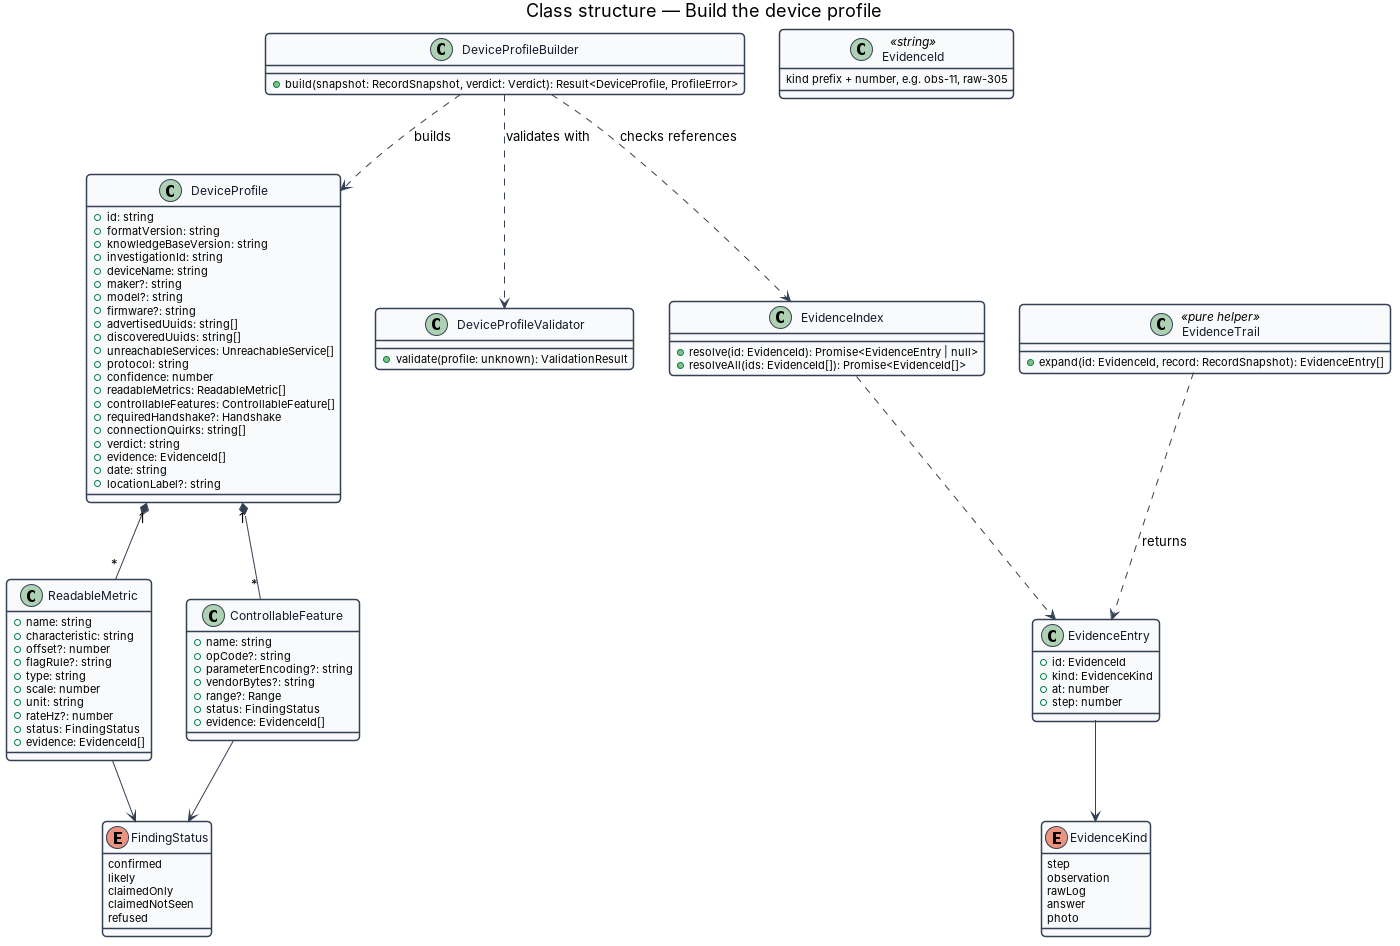 Class structure — Build the device profile
C DeviceProfileBuilder
build(snapshot: RecordSnapshot, verdict: Verdict): Result<DeviceProfile, ProfileError>
C «string»
EvidenceId
kind prefix + number, e.g. obs-11, raw-305
builds
validates with
checks references
C DeviceProfile
id: string
formatVersion: string
knowledgeBaseVersion: string
investigationId: string
deviceName: string
maker?: string
model?: string
firmware?: string
advertisedUuids: string[]
discoveredUuids: string[]
unreachableServices: UnreachableService[]
protocol: string
confidence: number
readableMetrics: ReadableMetric[]
controllableFeatures: ControllableFeature[]
requiredHandshake?: Handshake
connectionQuirks: string[]
verdict: string
evidence: EvidenceId[]
date: string
locationLabel?: string
C DeviceProfileValidator
validate(profile: unknown): ValidationResult
C EvidenceIndex
resolve(id: EvidenceId): Promise<EvidenceEntry | null>
resolveAll(ids: EvidenceId[]): Promise<EvidenceId[]>
C «pure helper»
EvidenceTrail
expand(id: EvidenceId, record: RecordSnapshot): EvidenceEntry[]
1
*
1
*
returns
C ReadableMetric
name: string
characteristic: string
offset?: number
flagRule?: string
type: string
scale: number
unit: string
rateHz?: number
status: FindingStatus
evidence: EvidenceId[]
C ControllableFeature
name: string
opCode?: string
parameterEncoding?: string
vendorBytes?: string
range?: Range
status: FindingStatus
evidence: EvidenceId[]
C EvidenceEntry
id: EvidenceId
kind: EvidenceKind
at: number
step: number
E FindingStatus
confirmed
likely
claimedOnly
claimedNotSeen
refused
E EvidenceKind
step
observation
rawLog
answer
photo